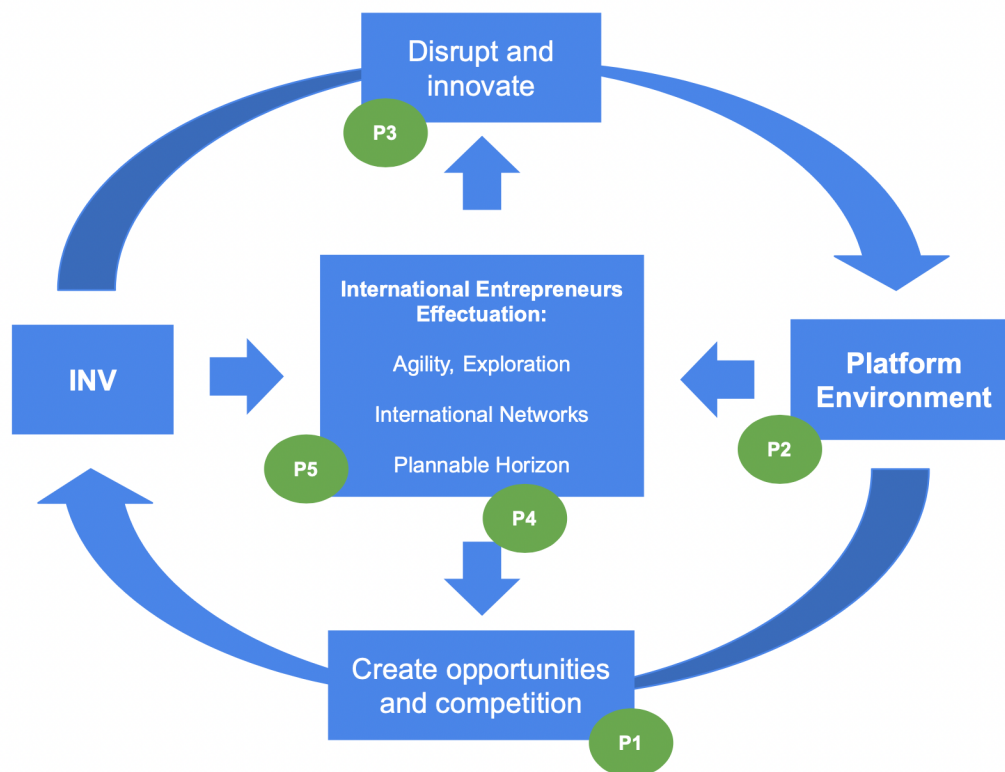 Disrupt and
innovate
P3
International Entrepreneurs
Effectuation:
Agility, Exploration
International Networks
Plannable Horizon
INV
Platform
Environment
P2
P5
P4
Create opportunities
and competition
P1